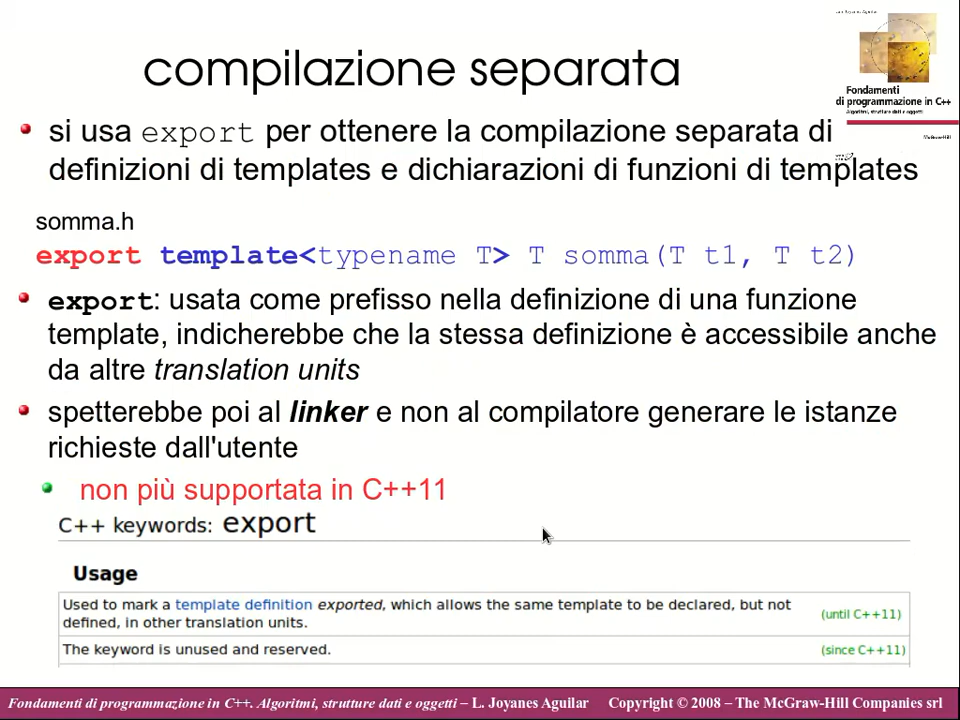 compilazione separata
Fondamenti
di programmazione in C++
Algoritmi, strutture dati e oggetti
McGraw-Hill
si usa export per ottenere la compilazione separata di
definizioni di templates e dichiarazioni di funzioni di templates
somma.h
export template<typename T> T somma(T t1, T t2)
export: usata come prefisso nella definizione di una funzione
template, indicherebbe che la stessa definizione è accessibile anche
da altre translation units
spetterebbe poi al linker e non al compilatore generare le istanze
richieste dall'utente
non più supportata in C++11
C++ keywords: export
Usage
Used to mark a template definition exported, which allows the same template to be declared, but not
defined, in other translation units.
(until C++11)
The keyword is unused and reserved.
(since C++11)
Fondamenti di programmazione in C++. Algoritmi, strutture dati e oggetti – L. Joyanes Aguilar Copyright © 2008 – The McGraw-Hill Companies srl